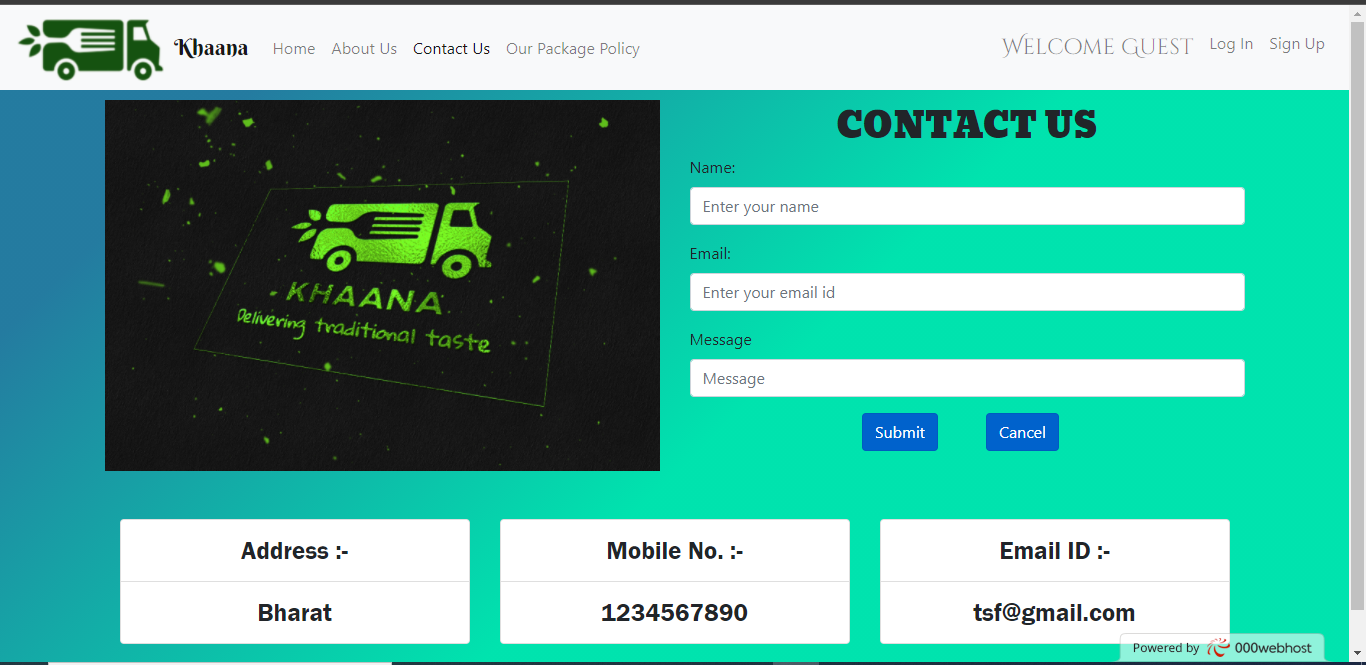 Khaana Home About Us Contact Us Our Package Policy Welcome Guest Log In Sign Up
KHAANA
Delivering traditional taste
CONTACT US
Name:
Enter your name
Email:
Enter your email id
Message
Message
Submit Cancel
Address :- Mobile No. :- Email ID :-
Bharat 1234567890 tsf@gmail.com
Powered by 000webhost